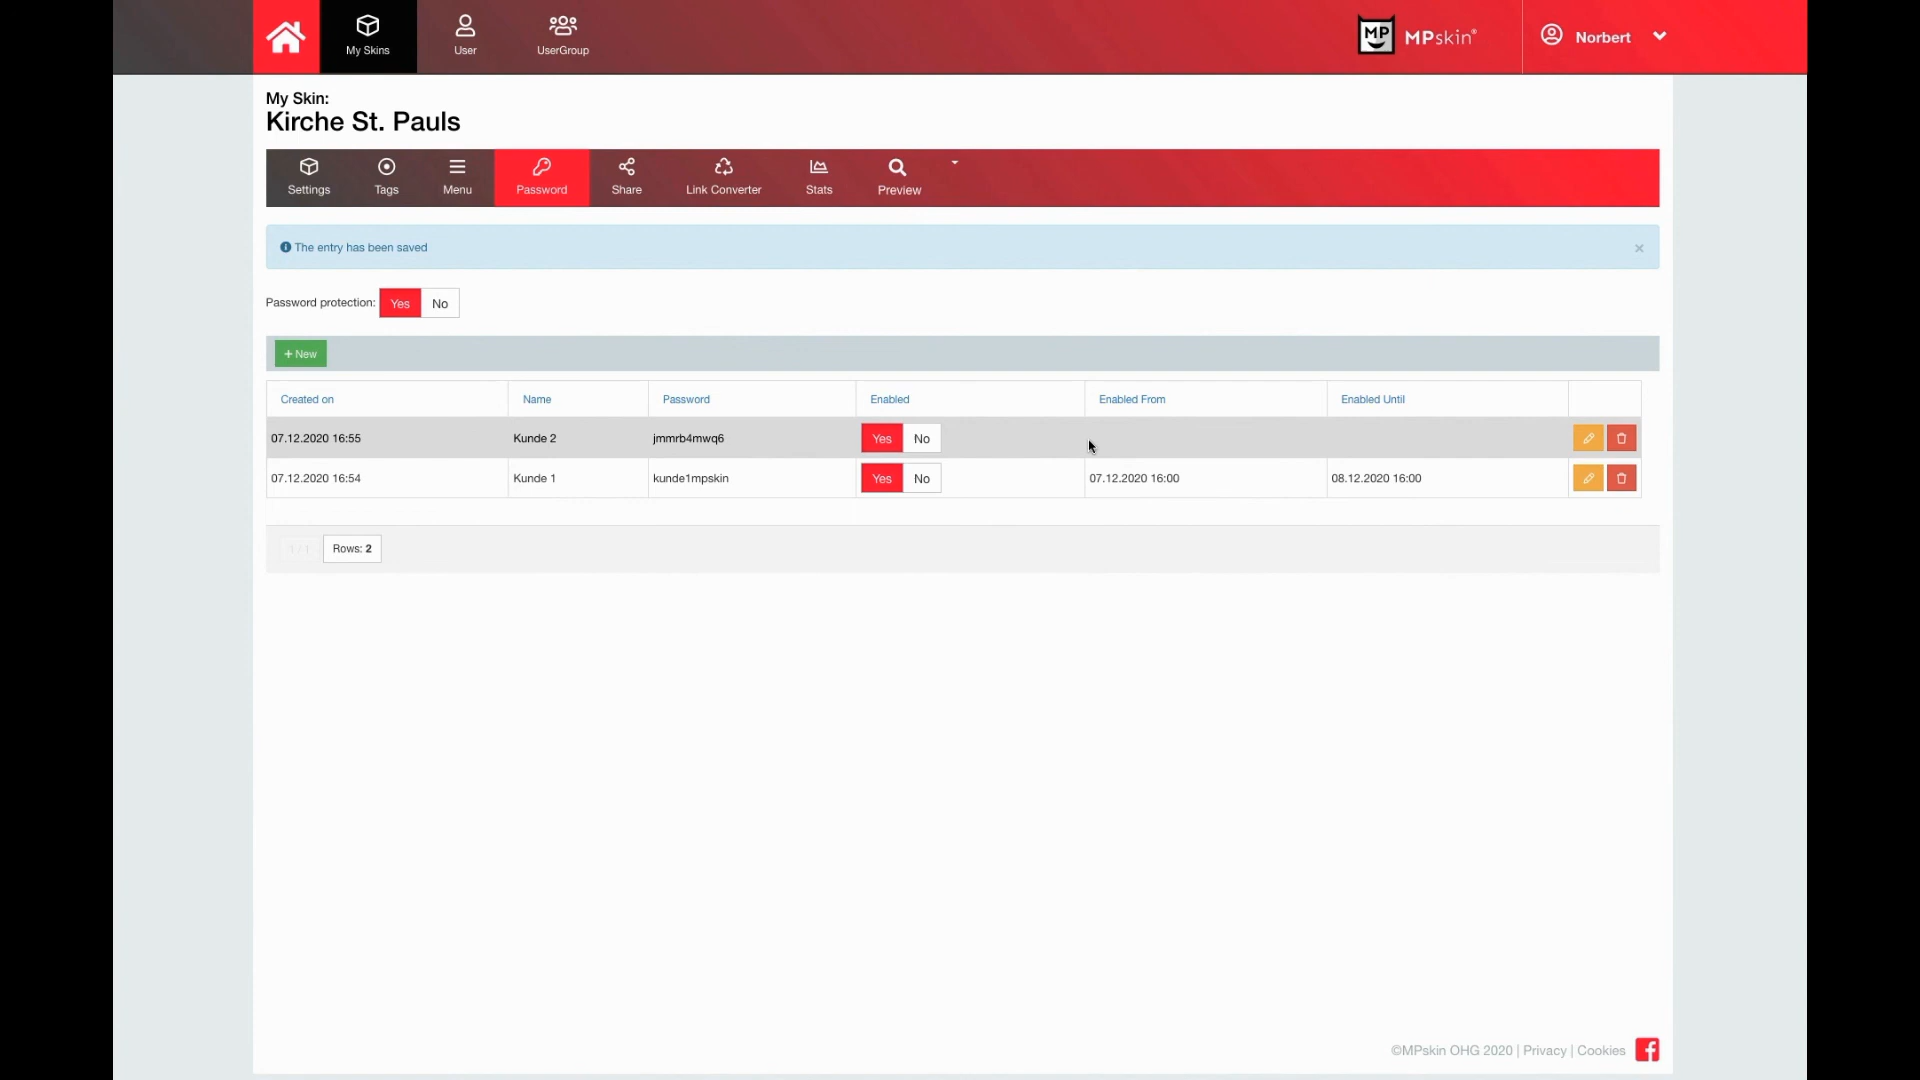 My Skins
User
UserGroup
MP
MPskin®
Norbert
My Skin:
Kirche St. Pauls
Settings
Tags
Menu
Password
Share
Link Converter
Stats
Preview
The entry has been saved
×
Password protection: Yes No
+ New
Created on Name Password Enabled Enabled From Enabled Until
07.12.2020 16:55 Kunde 2 jmmrb4mwq6 Yes No
07.12.2020 16:54 Kunde 1 kunde1mpskin Yes No 07.12.2020 16:00 08.12.2020 16:00
1 / 1 Rows: 2
©MPskin OHG 2020 | Privacy | Cookies